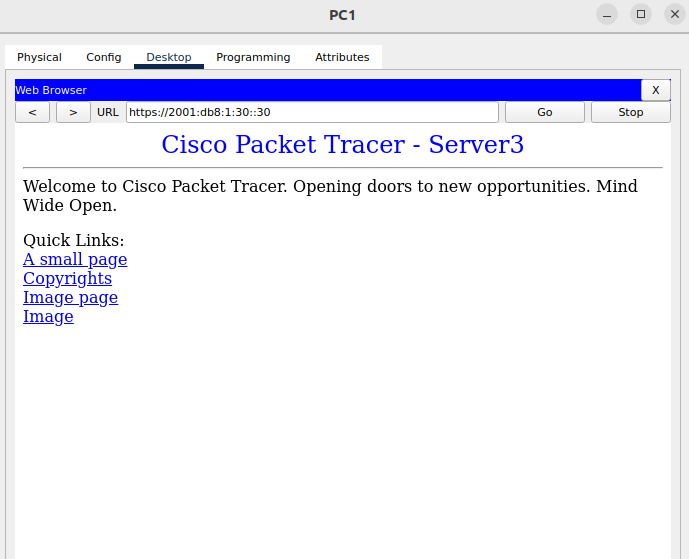 PC1
Physical Config Desktop Programming Attributes
Web Browser X
< > URL https://2001:db8:1:30::30 Go Stop
Cisco Packet Tracer - Server3
Welcome to Cisco Packet Tracer. Opening doors to new opportunities. Mind
Wide Open.
Quick Links:
A small page
Copyrights
Image page
Image